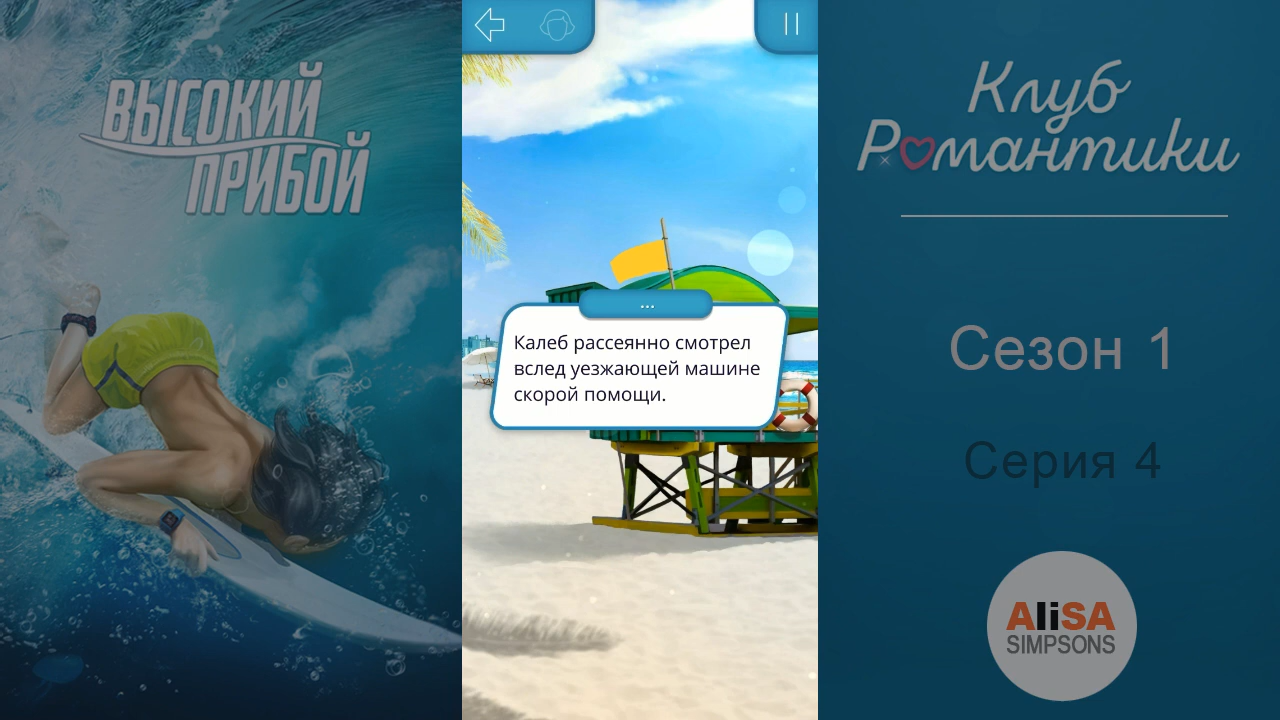 ВЫСОКИЙ
ПРИБОЙ
...
Калеб рассеянно смотрел
вслед уезжающей машине
скорой помощи.
Клуб
Романтики
Сезон 1
Серия 4
AliSA
SIMPSONS